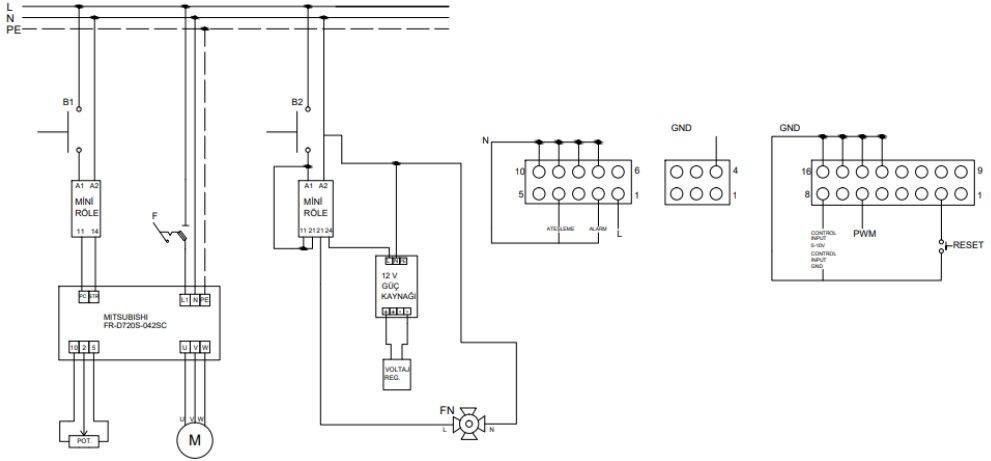 L
N
PE
B1
B2
A1 A2
MİNİ
RÖLE
11 14
F
PC STF
L1 N PE
MITSUBISHI
FR-D720S-042SC
10 2 5
U V W
POT.
U V W
M
A1 A2
MİNİ
RÖLE
11 21 21 24
L N PE
12 V
GÜÇ
KAYNAĞI
VOLTAJ
REG.
FN
L N
N
10 6
5 1
ATEŞLEME ALARM L
GND
4
1
GND
16 9
8 1
CONTROL
INPUT
0-10V
CONTROL
INPUT
GND
PWM
RESET